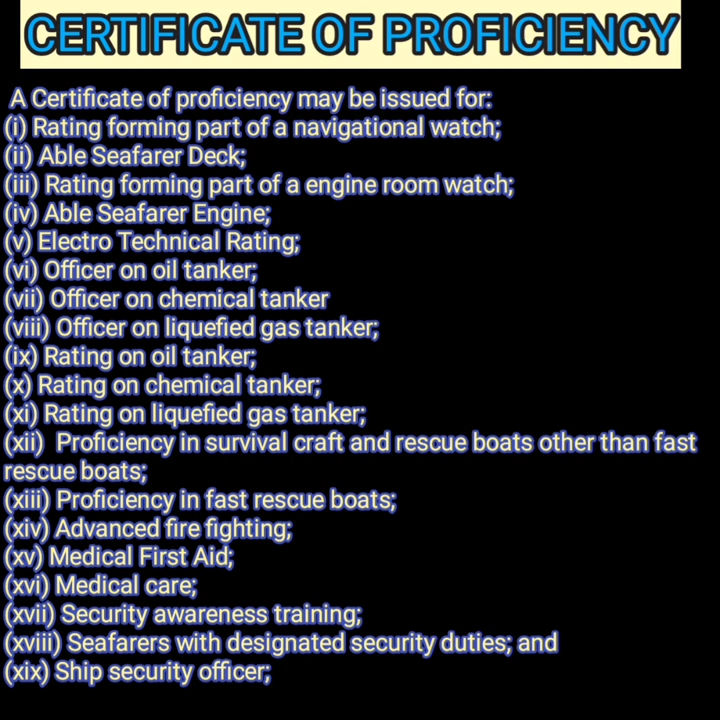 CERTIFICATE OF PROFICIENCY
A Certificate of proficiency may be issued for:
(i) Rating forming part of a navigational watch;
(ii) Able Seafarer Deck;
(iii) Rating forming part of a engine room watch;
(iv) Able Seafarer Engine;
(v) Electro Technical Rating;
(vi) Officer on oil tanker;
(vii) Officer on chemical tanker
(viii) Officer on liquefied gas tanker;
(ix) Rating on oil tanker;
(x) Rating on chemical tanker;
(xi) Rating on liquefied gas tanker;
(xii)  Proficiency in survival craft and rescue boats other than fast
rescue boats;
(xiii) Proficiency in fast rescue boats;
(xiv) Advanced fire fighting;
(xv) Medical First Aid;
(xvi) Medical care;
(xvii) Security awareness training;
(xviii) Seafarers with designated security duties; and
(xix) Ship security officer;